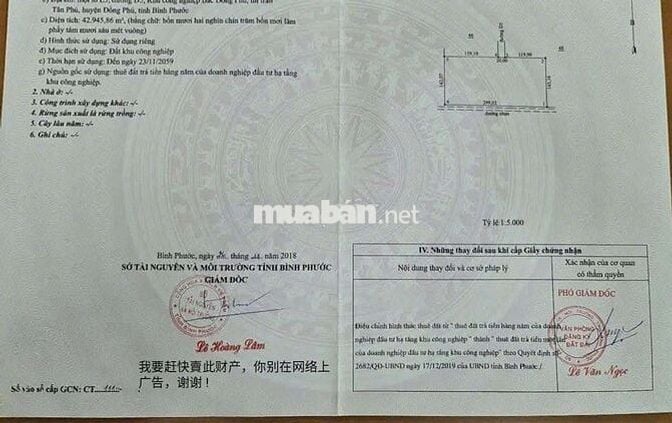 Tân Phú, huyện Đồng Phú, tỉnh Bình Phước
c) Diện tích: 42.945,86 m², (bằng chữ: bốn mươi hai nghìn chín trăm bốn mươi lăm
phẩy tám mươi sáu mét vuông)
d) Hình thức sử dụng: Sử dụng riêng
đ) Mục đích sử dụng: Đất khu công nghiệp
e) Thời hạn sử dụng: Đến ngày 23/11/2059
g) Nguồn gốc sử dụng: thuê đất trả tiền hàng năm của doanh nghiệp đầu tư hạ tầng
khu công nghiệp.
2. Nhà ở: -/-
3. Công trình xây dựng khác: -/-
4. Rừng sản xuất là rừng trồng: -/-
5. Cây lâu năm: -/-
6. Ghi chú: -/-
muaban.net
Tỷ lệ 1:5.000
Bình Phước, ngày tháng năm 2018
SỞ TÀI NGUYÊN VÀ MÔI TRƯỜNG TỈNH BÌNH PHƯỚC
GIÁM ĐỐC
Lê Hoàng Lâm
我要赶快賣此财产，你别在网络上
广告，谢谢！
Số vào sổ cấp GCN: CT
IV. Những thay đổi sau khi cấp Giấy chứng nhận
Nội dung thay đổi và cơ sở pháp lý
Xác nhận của cơ quan
có thẩm quyền
PHÓ GIÁM ĐỐC
VĂN PHÒNG
ĐĂNG KÝ
ĐẤT ĐAI
Điều chỉnh hình thức thuê đất từ " thuê đất trả tiền hàng năm của doanh
nghiệp đầu tư hạ tầng khu công nghiệp " thành " thuê đất trả tiền một lần
của doanh nghiệp đầu tư hạ tầng khu công nghiệp" theo Quyết định số
2682/QĐ-UBND ngày 17/12/2019 của UBND tỉnh Bình Phước./.
Lê Văn Ngọc